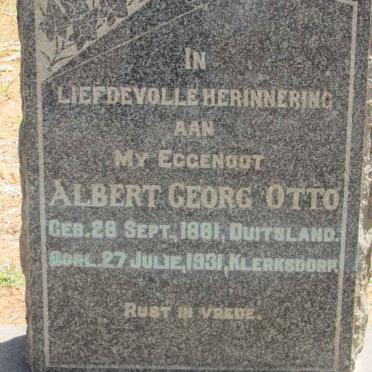 IN
LIEFDEVOLLE HERINNERING
AAN
MY EGGENOOT
ALBERT GEORG OTTO
GEB. 28 SEPT., 1881, DUITSLAND.
OORL. 27 JULIE, 1931, KLERKSDORP.
RUST IN VREDE.